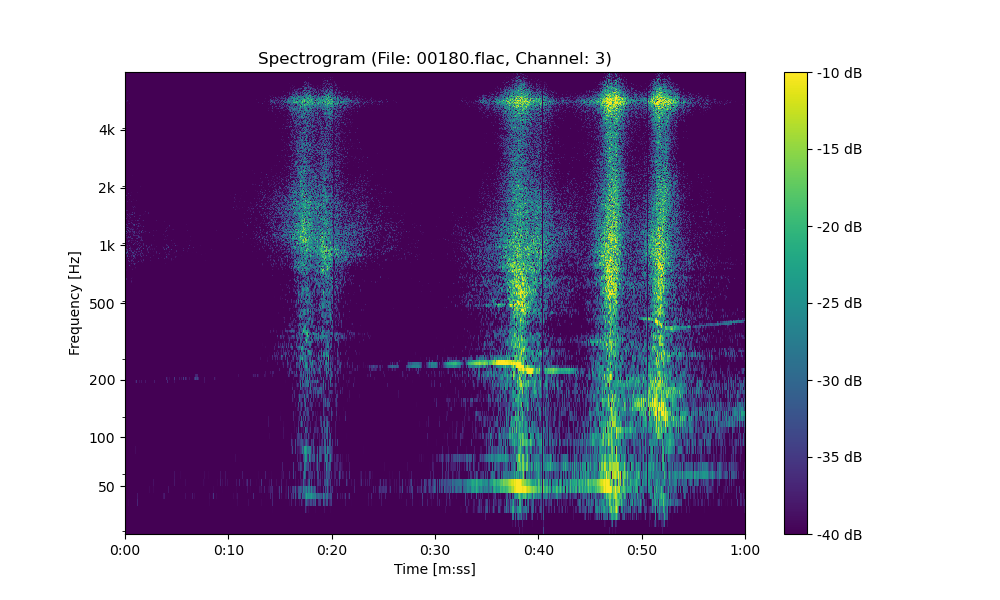 Spectrogram (File: 00180.flac, Channel: 3)
Frequency [Hz]
4k
2k
1k
500
200
100
50
0:00 0:10 0:20 0:30 0:40 0:50 1:00
Time [m:ss]
-10 dB
-15 dB
-20 dB
-25 dB
-30 dB
-35 dB
-40 dB